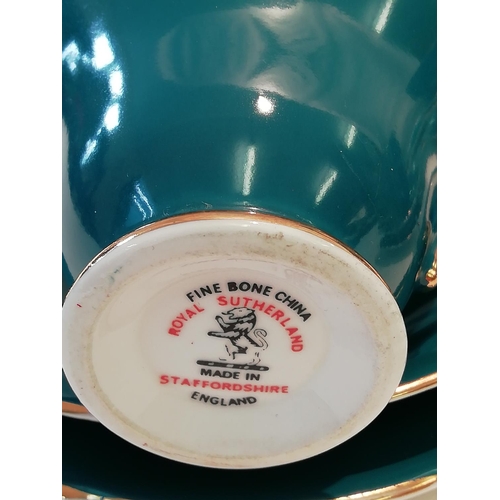 FINE BONE CHINA
ROYAL SUTHERLAND
MADE IN
STAFFORDSHIRE
ENGLAND